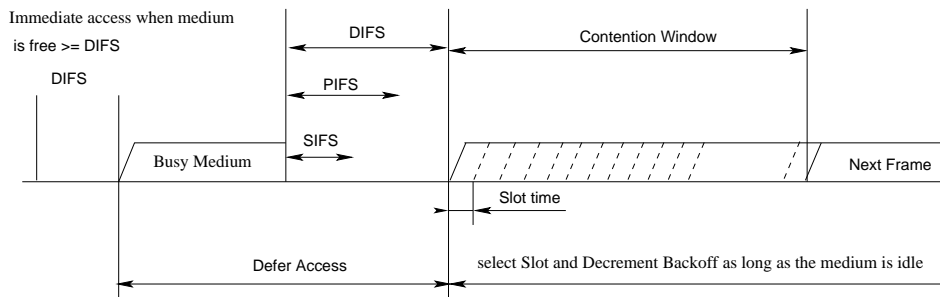 Immediate access when medium
is free >= DIFS
DIFS
DIFS
Contention Window
PIFS
SIFS
Busy Medium
Next Frame
Slot time
Defer Access
select Slot and Decrement Backoff as long as the medium is idle